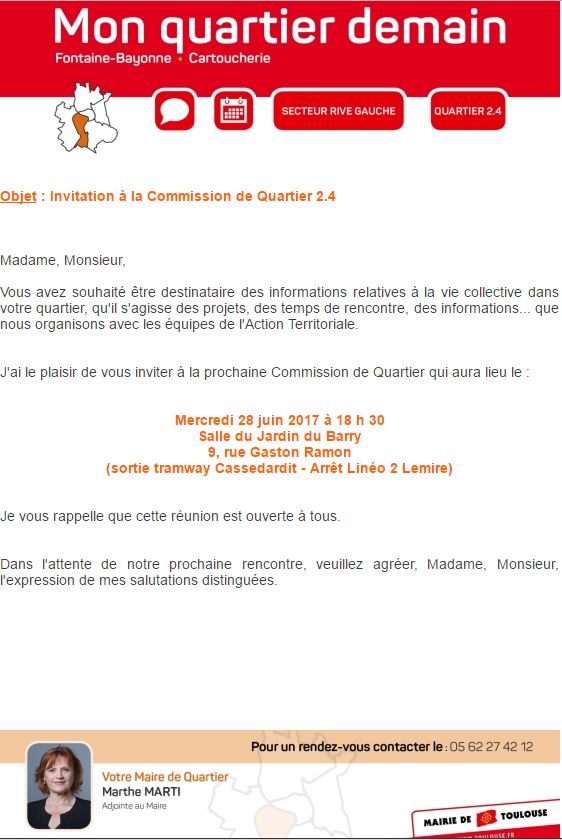 Mon quartier demain
Fontaine-Bayonne • Cartoucherie
SECTEUR RIVE GAUCHE
QUARTIER 2.4
Objet : Invitation à la Commission de Quartier 2.4
Madame, Monsieur,
Vous avez souhaité être destinataire des informations relatives à la vie collective dans
votre quartier, qu'il s'agisse des projets, des temps de rencontre, des informations... que
nous organisons avec les équipes de l'Action Territoriale.
J'ai le plaisir de vous inviter à la prochaine Commission de Quartier qui aura lieu le :
Mercredi 28 juin 2017 à 18 h 30
Salle du Jardin du Barry
9, rue Gaston Ramon
(sortie tramway Cassedardit - Arrêt Linéo 2 Lemire)
Je vous rappelle que cette réunion est ouverte à tous.
Dans l'attente de notre prochaine rencontre, veuillez agréer, Madame, Monsieur,
l'expression de mes salutations distinguées.
Pour un rendez-vous contacter le : 05 62 27 42 12
Votre Maire de Quartier
Marthe MARTI
Adjointe au Maire
MAIRIE DE TOULOUSE
WWW.TOULOUSE.FR